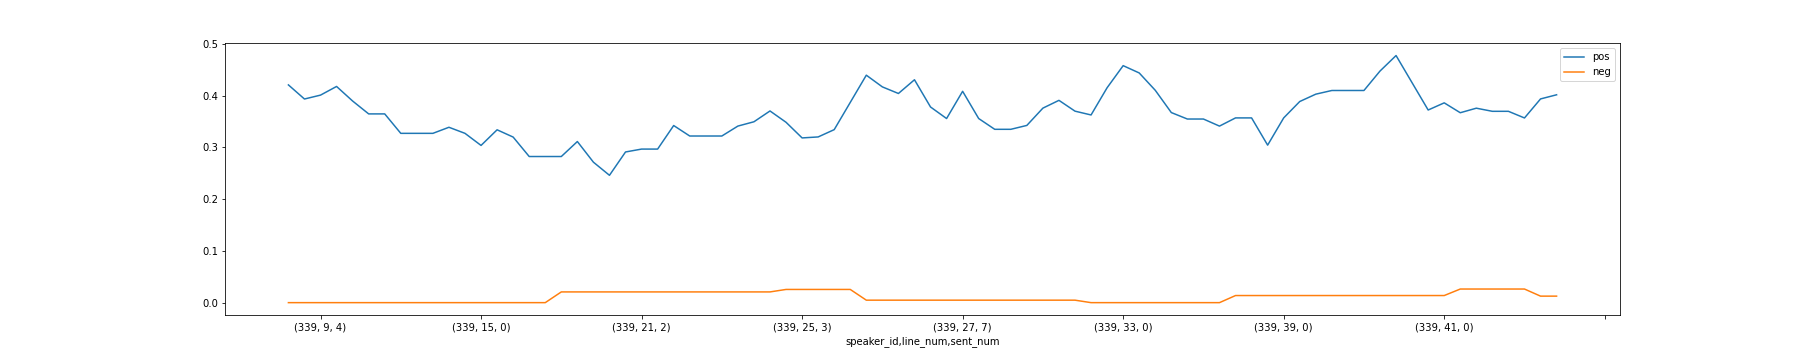 0.5
0.4
0.3
0.2
0.1
0.0
pos
neg
(339, 9, 4) (339, 15, 0) (339, 21, 2) (339, 25, 3) (339, 27, 7) (339, 33, 0) (339, 39, 0) (339, 41, 0)
speaker_id,line_num,sent_num